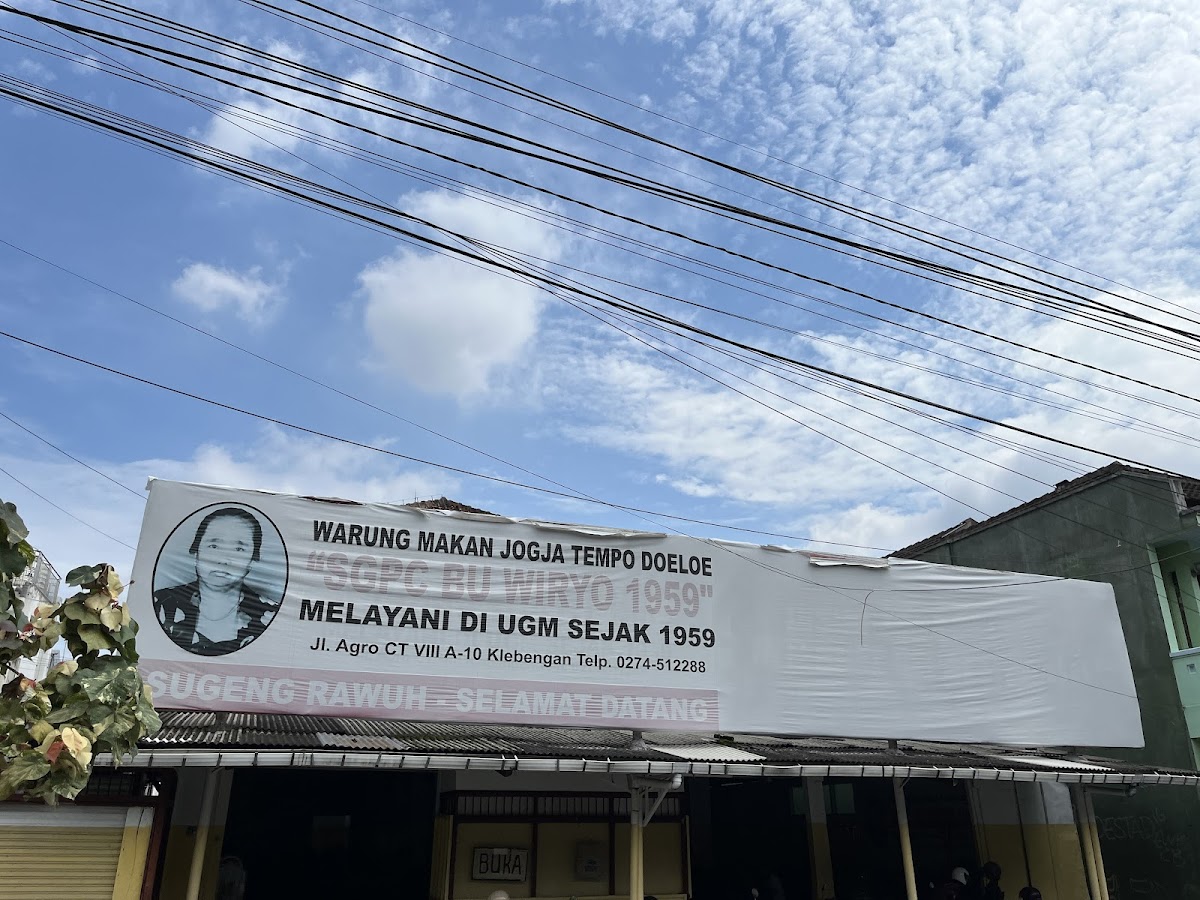 WARUNG MAKAN JOGJA TEMPO DOELOE
"SGPC BU WIRYO 1959"
MELAYANI DI UGM SEJAK 1959
Jl. Agro CT VIII A-10 Klebengan Telp. 0274-512288
SUGENG RAWUH - SELAMAT DATANG
BUKA